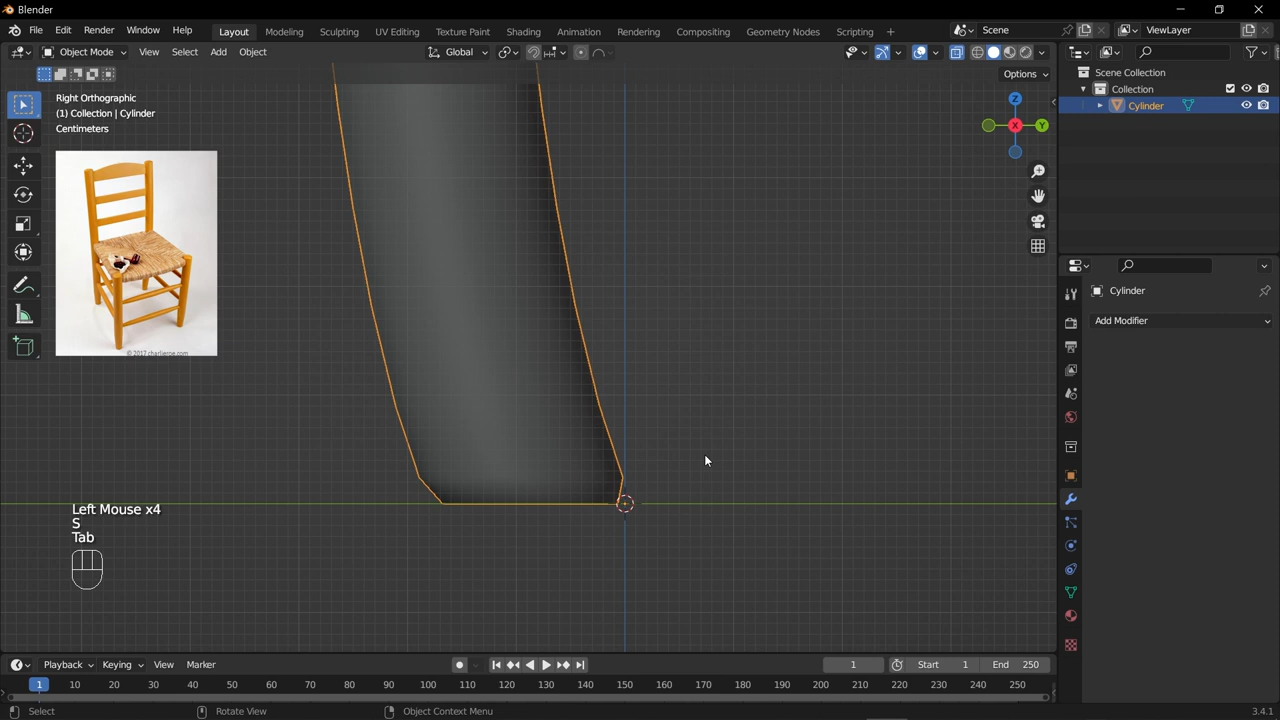 Blender
File Edit Render Window Help
Layout Modeling Sculpting UV Editing Texture Paint Shading Animation Rendering Compositing Geometry Nodes Scripting
Scene
ViewLayer
Object Mode View Select Add Object
Global
Options
Right Orthographic
(1) Collection | Cylinder
Centimeters
© 2017 charlieroe.com
Z
X
Y
Scene Collection
Collection
Cylinder
Cylinder
Add Modifier
Left Mouse x4
S
Tab
Playback Keying View Marker
1
Start 1
End 250
1 10 20 30 40 50 60 70 80 90 100 110 120 130 140 150 160 170 180 190 200 210 220 230 240 250
Select
Rotate View
Object Context Menu
3.4.1